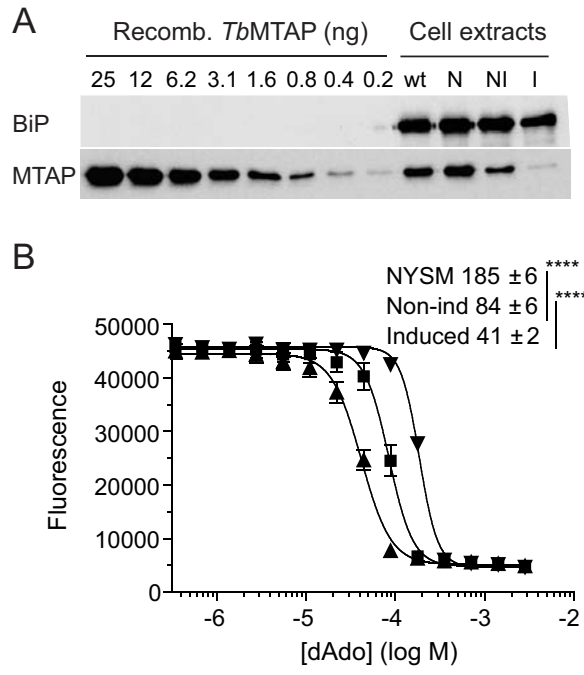 A
Recomb. TbMTAP (ng) Cell extracts
25 12 6.2 3.1 1.6 0.8 0.4 0.2 wt N NI I
BiP
MTAP
B
NYSM 185 ±6 ****
Non-ind 84 ±6 ****
Induced 41 ±2
50000
40000
30000
20000
10000
0
Fluorescence
-6 -5 -4 -3 -2
[dAdo] (log M)